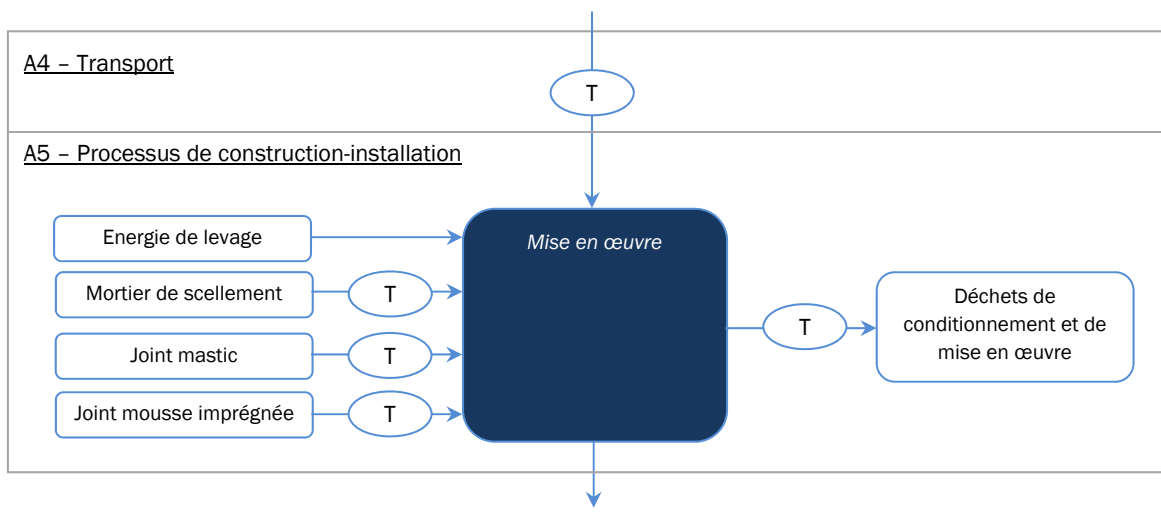 A4 – Transport
T
A5 – Processus de construction-installation
Energie de levage
Mise en œuvre
Mortier de scellement
T
Joint mastic
T
Joint mousse imprégnée
T
T
Déchets de
conditionnement et de
mise en œuvre